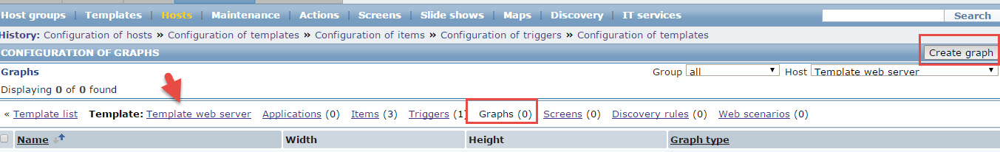 Host groups | Templates | Hosts | Maintenance | Actions | Screens | Slide shows | Maps | Discovery | IT services Search
History: Configuration of hosts » Configuration of templates » Configuration of items » Configuration of triggers » Configuration of templates
CONFIGURATION OF GRAPHS Create graph
Graphs Group all Host Template web server
Displaying 0 of 0 found
« Template list Template: Template web server Applications (0) Items (3) Triggers (1) Graphs (0) Screens (0) Discovery rules (0) Web scenarios (0)
Name Width Height Graph type